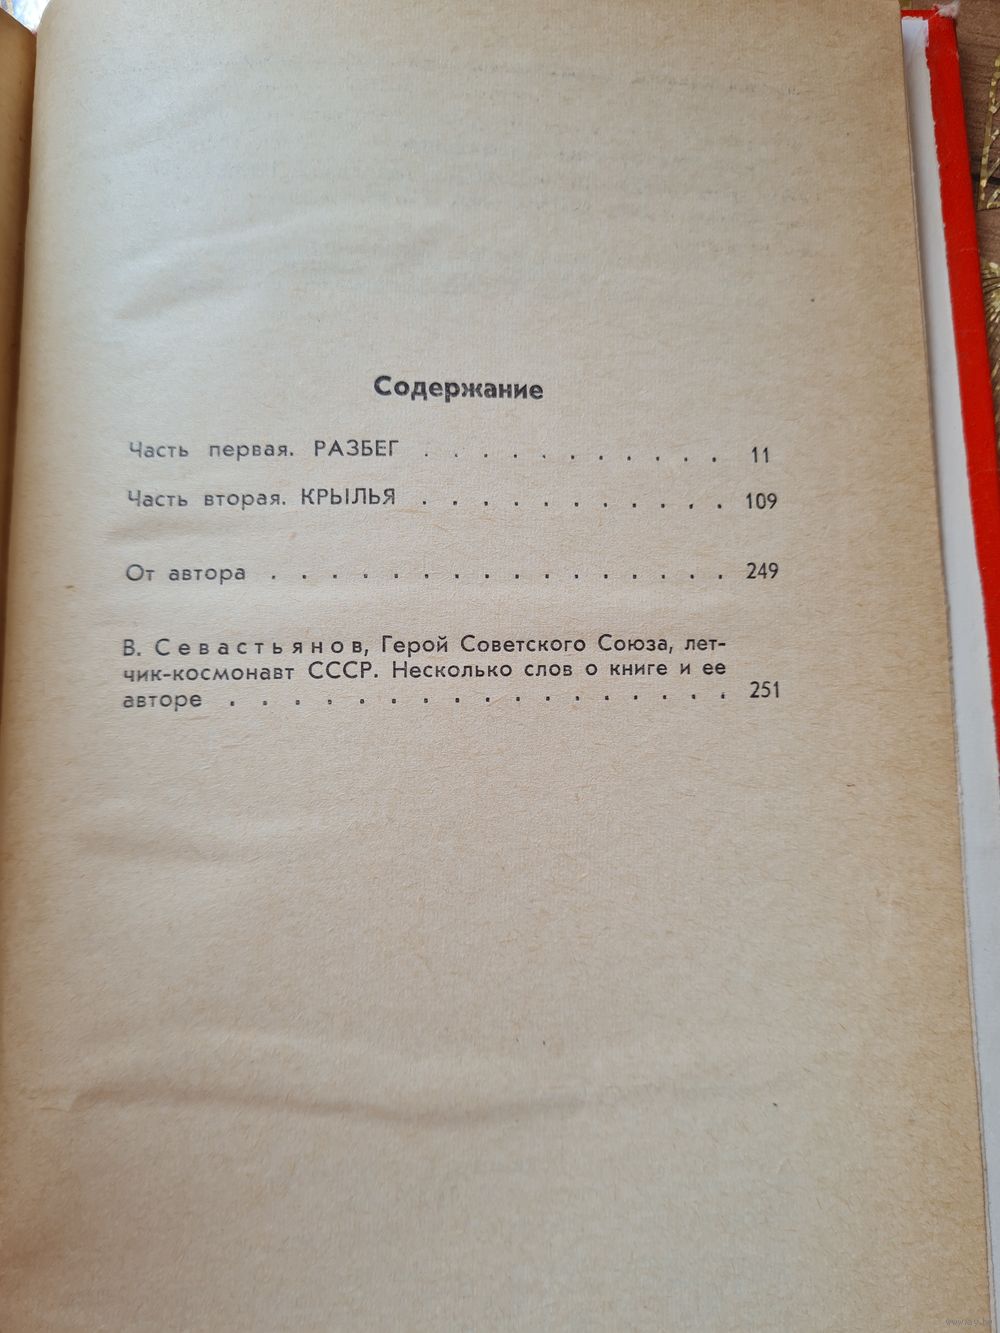 Содержание
Часть первая. РАЗБЕГ . . . . . . . . . . . 11
Часть вторая. КРЫЛЬЯ . . . . . . . . . . . 109
От автора . . . . . . . . . . . . . . . . 249
В. Севастьянов, Герой Советского Союза, лет-
чик-космонавт СССР. Несколько слов о книге и ее
авторе . . . . . . . . . . . . . . . . 251